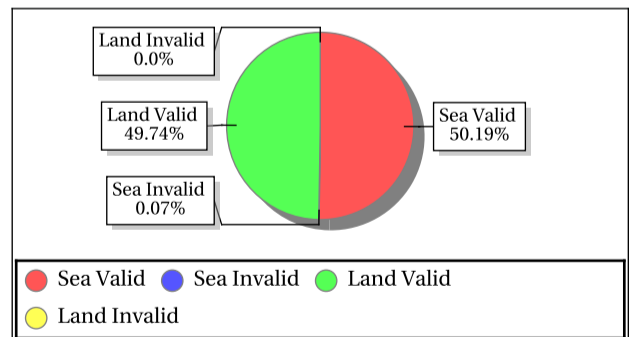 Land Invalid
0.0%
Land Valid
49.74%
Sea Valid
50.19%
Sea Invalid
0.07%
Sea Valid Sea Invalid Land Valid
Land Invalid